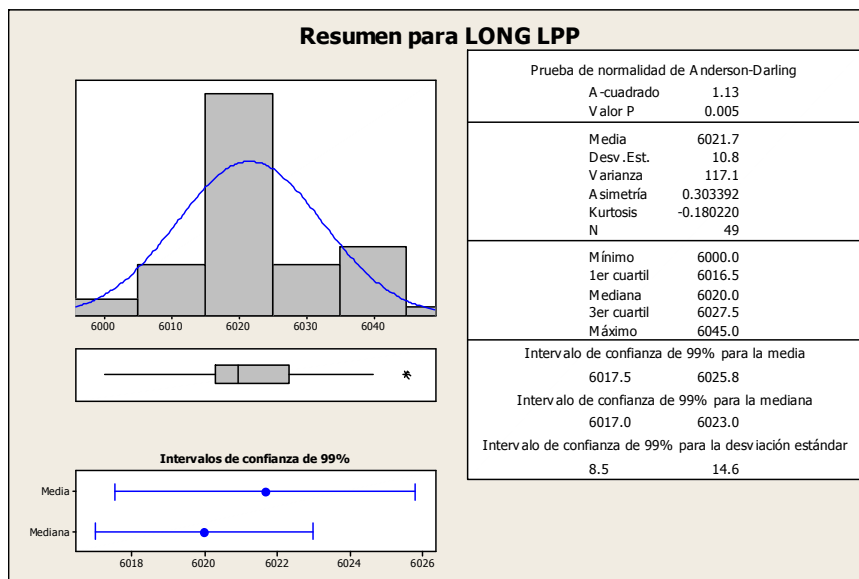 Resumen para LONG LPP
6000 6010 6020 6030 6040
Intervalos de confianza de 99%
Media
Mediana
6018 6020 6022 6024 6026
Prueba de normalidad de Anderson-Darling
A-cuadrado 1.13
Valor P 0.005
Media 6021.7
Desv.Est. 10.8
Varianza 117.1
Asimetría 0.303392
Kurtosis -0.180220
N 49
Mínimo 6000.0
1er cuartil 6016.5
Mediana 6020.0
3er cuartil 6027.5
Máximo 6045.0
Intervalo de confianza de 99% para la media
6017.5 6025.8
Intervalo de confianza de 99% para la mediana
6017.0 6023.0
Intervalo de confianza de 99% para la desviación estándar
8.5 14.6